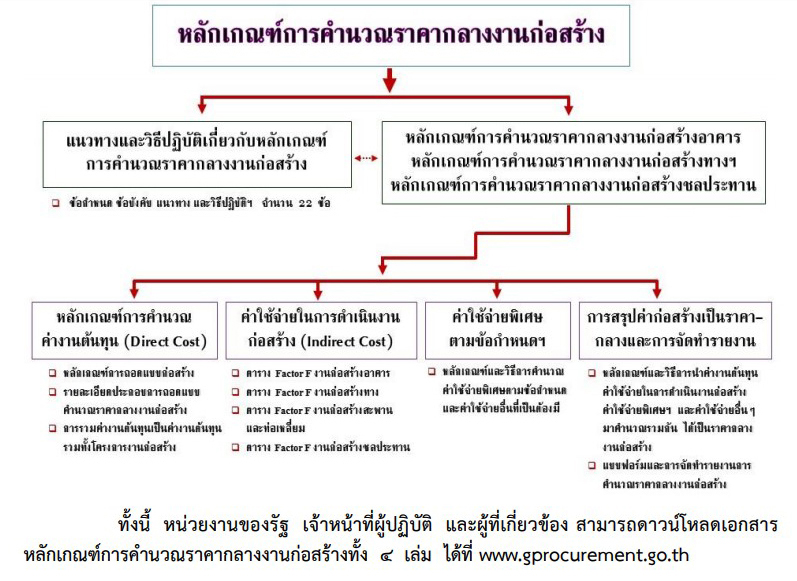 หลักเกณฑ์การคำนวณราคากลางงานก่อสร้าง
แนวทางและวิธีปฏิบัติเกี่ยวกับหลักเกณฑ์
การคำนวณราคากลางงานก่อสร้าง
ข้อกำหนด ข้อบังคับ แนวทาง และวิธีปฏิบัติฯ จำนวน 22 ข้อ
หลักเกณฑ์การคำนวณราคากลางงานก่อสร้างอาคาร
หลักเกณฑ์การคำนวณราคากลางงานก่อสร้างทางฯ
หลักเกณฑ์การคำนวณราคากลางงานก่อสร้างชลประทาน
หลักเกณฑ์การคำนวณ
ค่างานต้นทุน (Direct Cost)
หลักเกณฑ์การถอดแบบก่อสร้าง
รายละเอียดประกอบการถอดแบบ
คำนวณราคากลางงานก่อสร้าง
การรวมค่างานต้นทุนเป็นค่างานต้นทุน
รวมทั้งโครงการงานก่อสร้าง
ค่าใช้จ่ายในการดำเนินงาน
ก่อสร้าง (Indirect Cost)
ตาราง Factor F งานก่อสร้างอาคาร
ตาราง Factor F งานก่อสร้างทาง
ตาราง Factor F งานก่อสร้างสะพาน
และท่อเหลี่ยม
ตาราง Factor F งานก่อสร้างชลประทาน
ค่าใช้จ่ายพิเศษ
ตามข้อกำหนดฯ
หลักเกณฑ์และวิธีการคำนวณ
ค่าใช้จ่ายพิเศษตามข้อกำหนด
และค่าใช้จ่ายอื่นที่เป็นต้องมี
การสรุปค่าก่อสร้างเป็นราคา-
กลางและการจัดทำรายงาน
หลักเกณฑ์และวิธีการนำค่างานต้นทุน
ค่าใช้จ่ายในการดำเนินงานก่อสร้าง
ค่าใช้จ่ายพิเศษฯ และค่าใช้จ่ายอื่น ๆ
มาคำนวณรวมกัน ได้เป็นราคากลาง
งานก่อสร้าง
แบบฟอร์มและการจัดทำรายงานการ
คำนวณราคากลางงานก่อสร้าง
ทั้งนี้ หน่วยงานของรัฐ เจ้าหน้าที่ผู้ปฏิบัติ และผู้ที่เกี่ยวข้อง สามารถดาวน์โหลดเอกสาร
หลักเกณฑ์การคำนวณราคากลางงานก่อสร้างทั้ง ๔ เล่ม ได้ที่ www.gprocurement.go.th